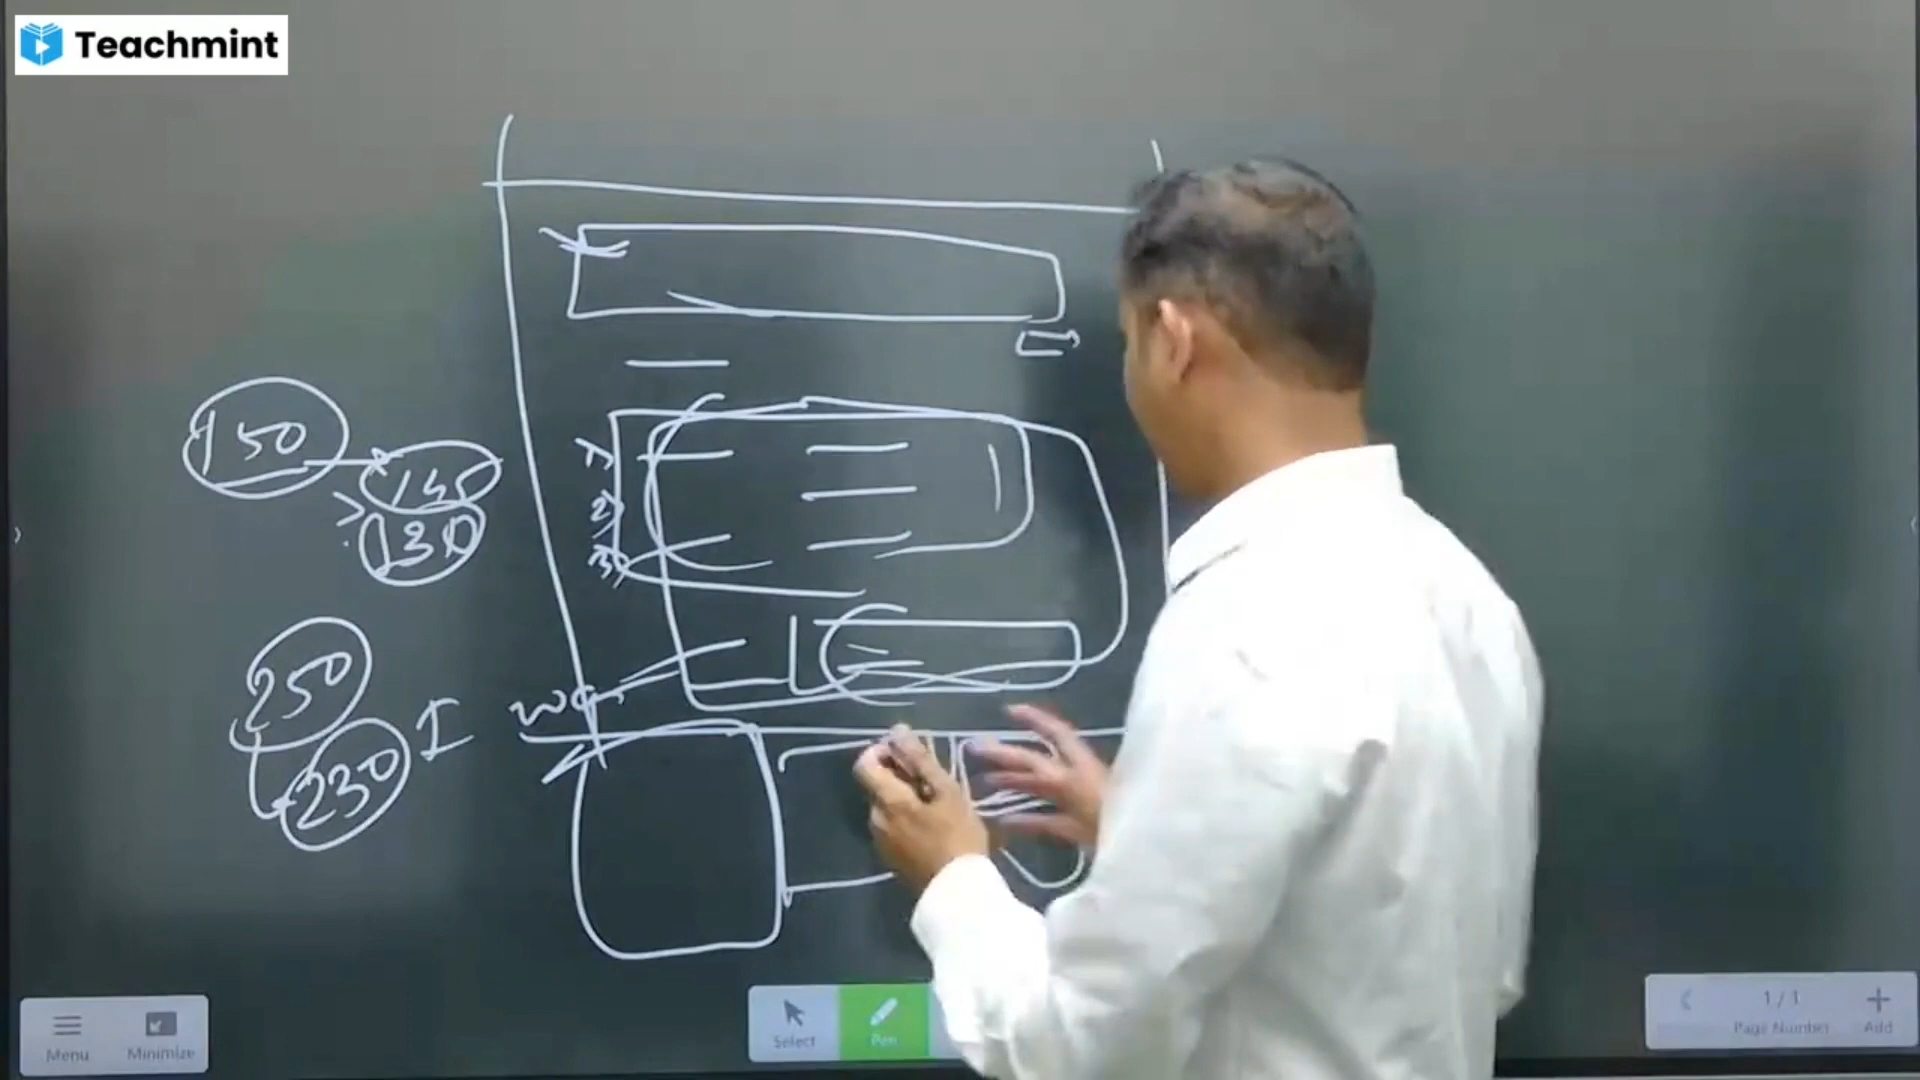 Teachmint
150
145
130
1)
2)
3)
250
230
I
Menu
Minimize
Select
Pen
1 / 1
Page Number
Add